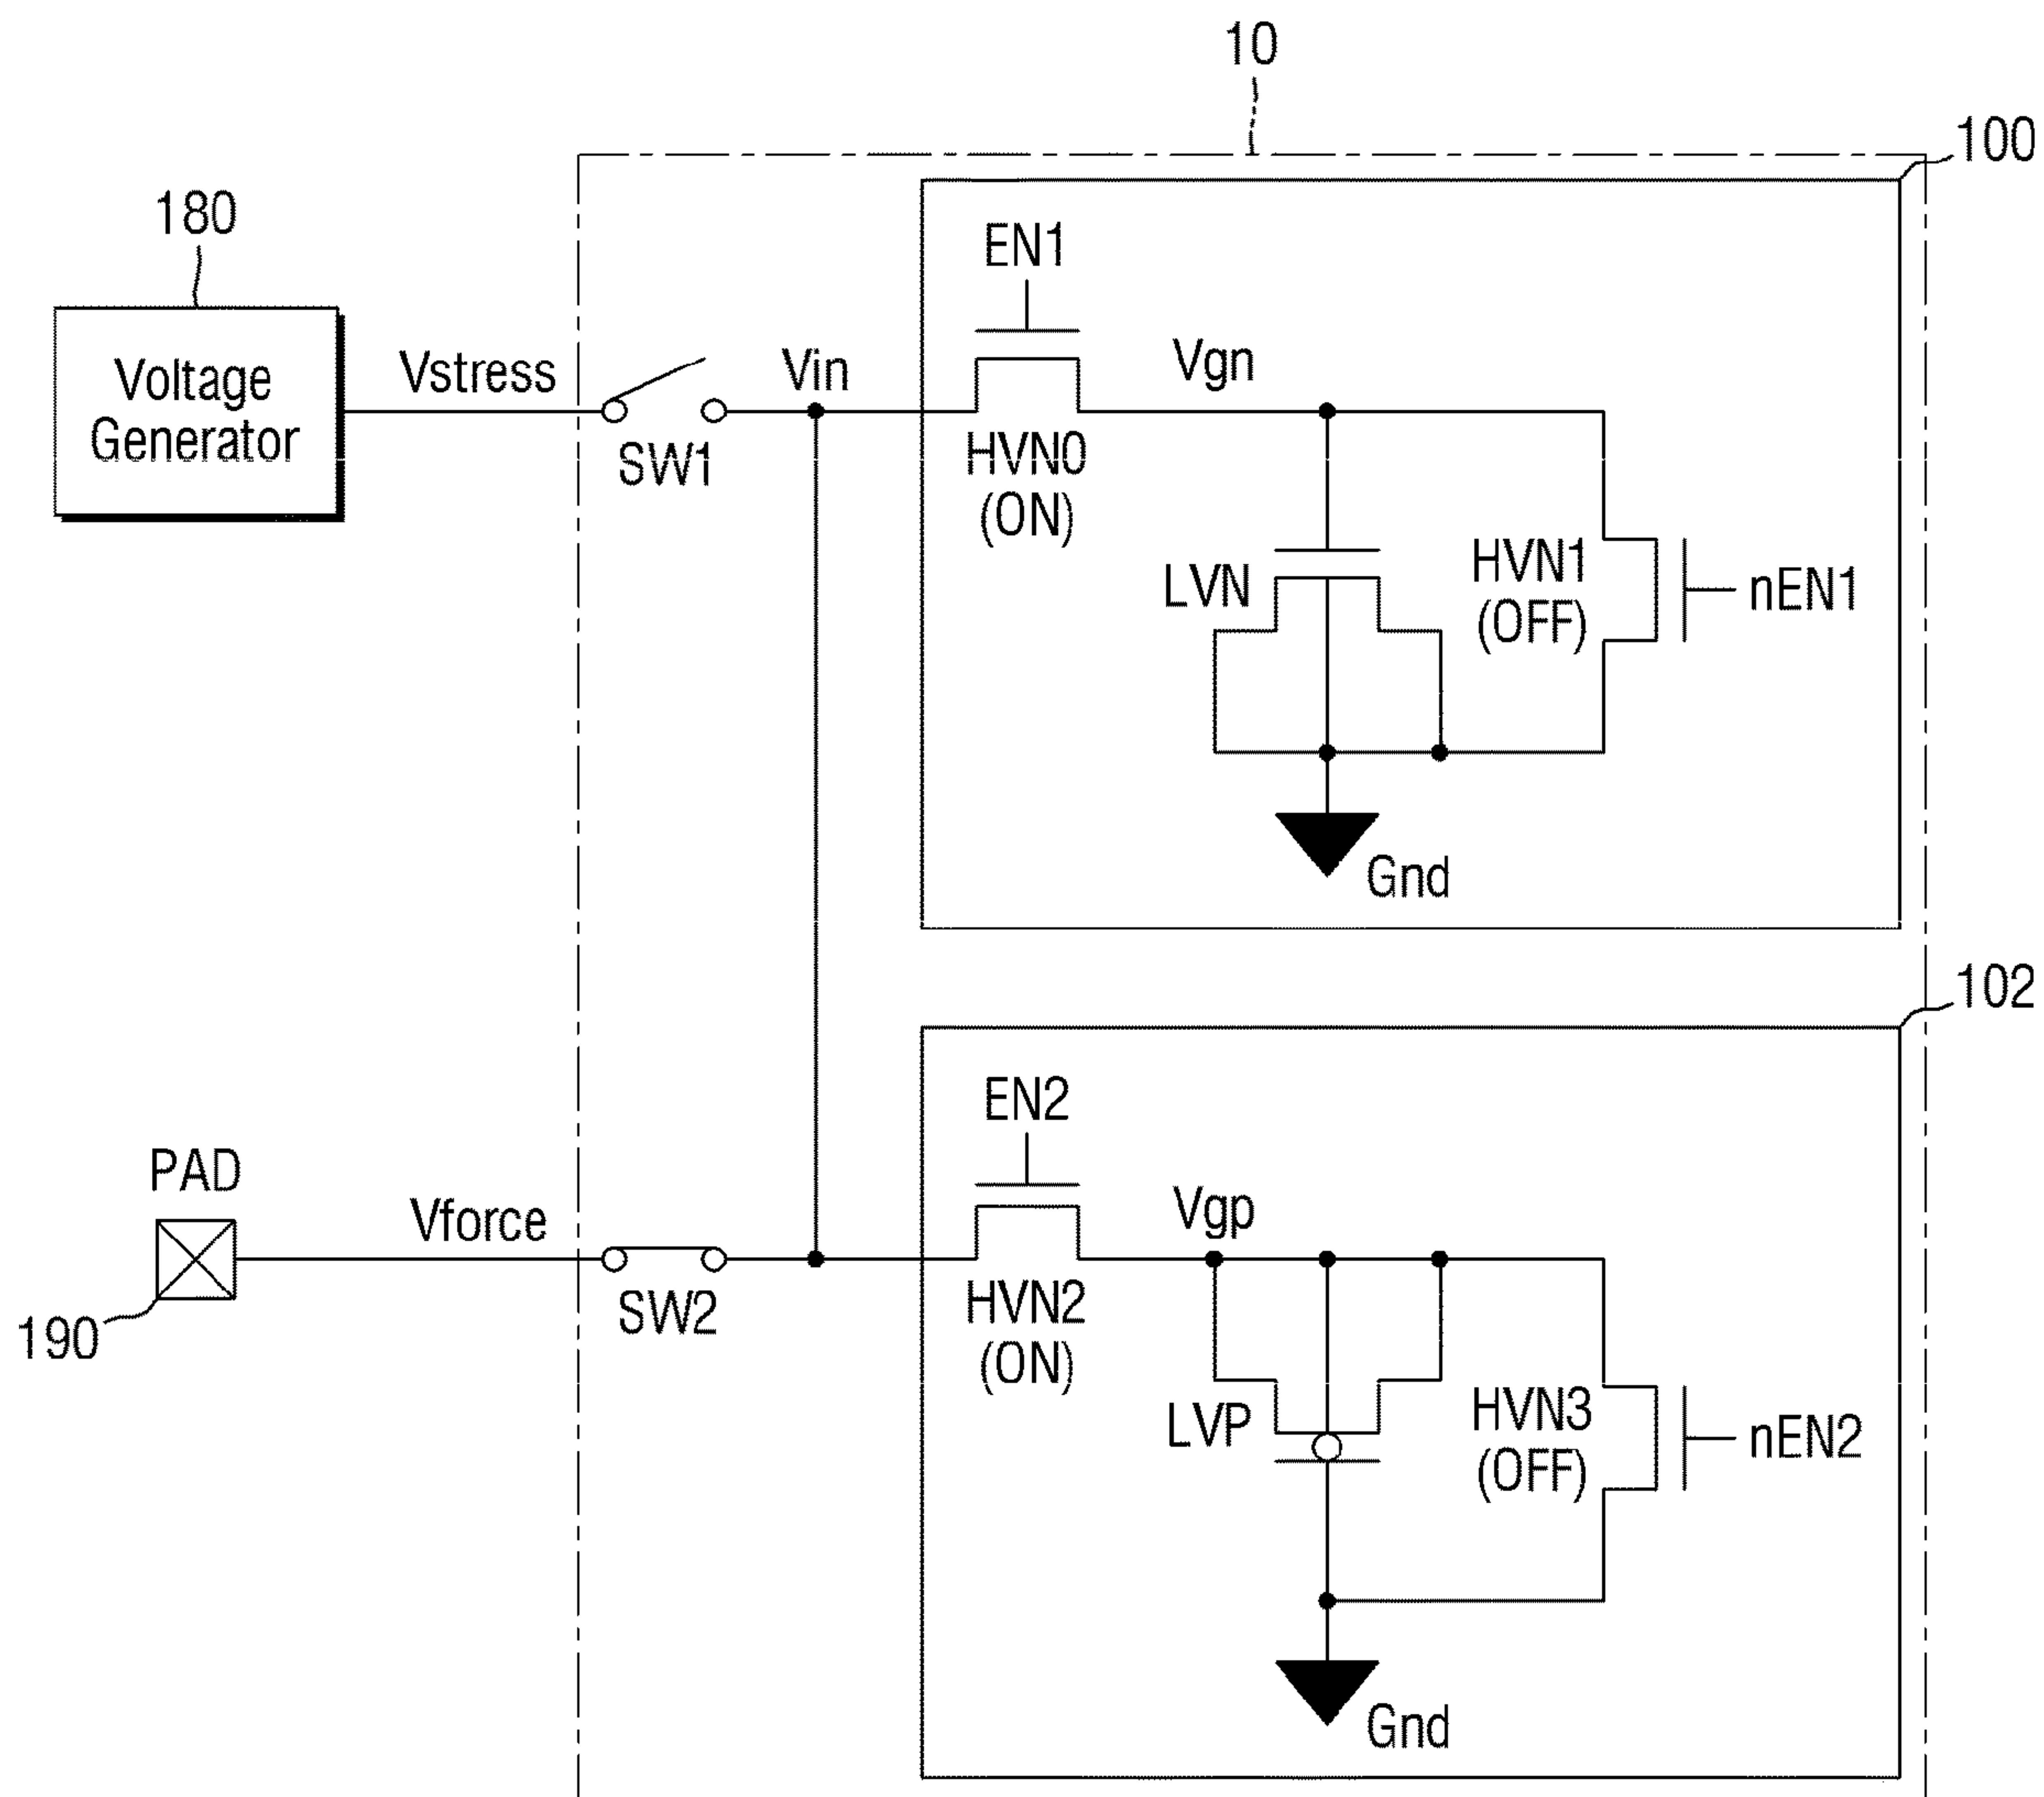 10
100
180
EN1
Voltage
Generator
Vstress
SW1
Vin
Vgn
HVN0
(ON)
LVN
HVN1
(OFF)
nEN1
Gnd
102
EN2
PAD
190
Vforce
SW2
Vgp
HVN2
(ON)
LVP
HVN3
(OFF)
nEN2
Gnd